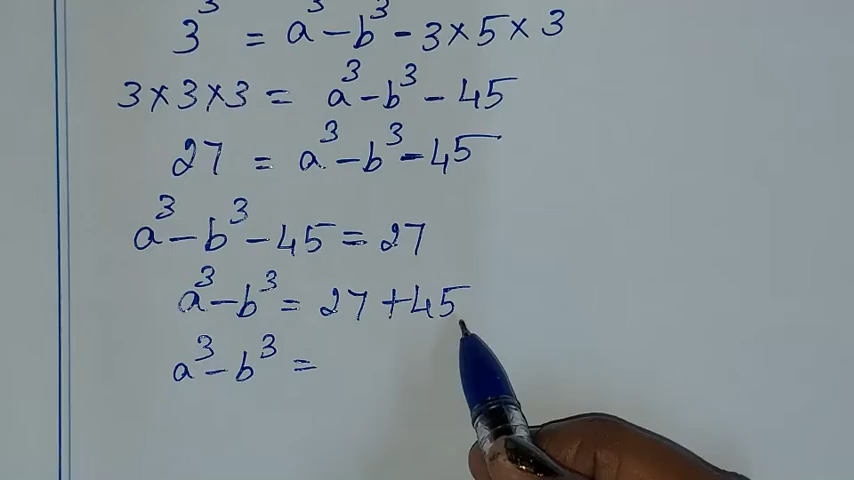 3³ = a³ - b³ - 3×5×3
3×3×3 = a³ - b³ - 45
27 = a³ - b³ - 45
a³ - b³ - 45 = 27
a³ - b³ = 27 + 45
a³ - b³ =